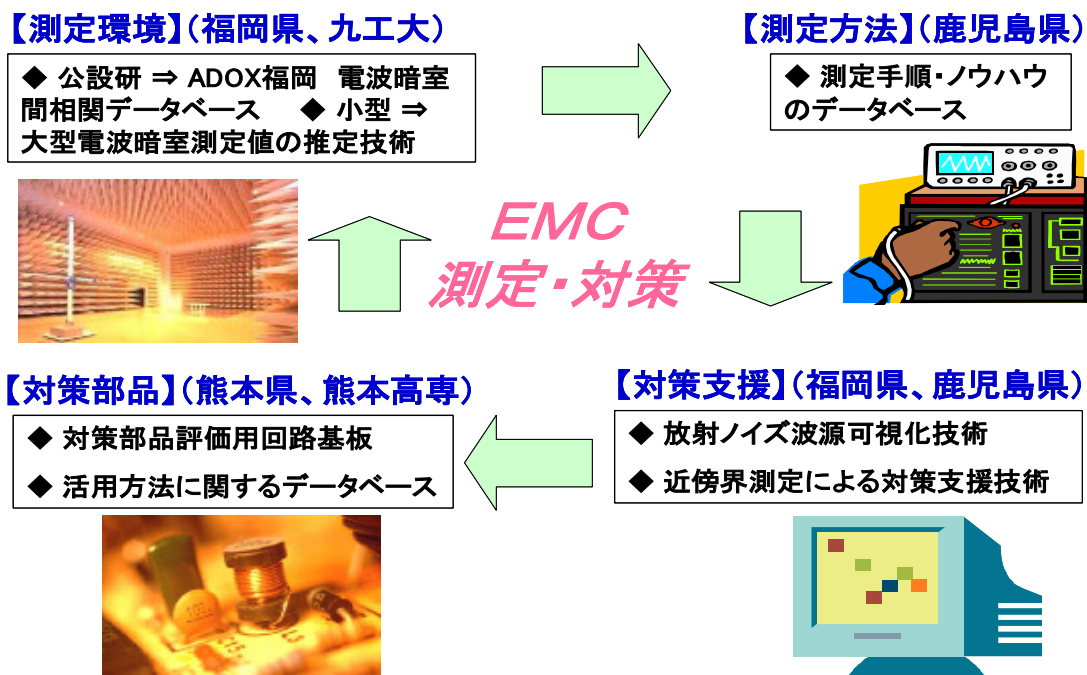 【測定環境】(福岡県、九工大)
◆ 公設研 ⇒ ADOX福岡 電波暗室
間相関データベース ◆ 小型 ⇒
大型電波暗室測定値の推定技術
【測定方法】(鹿児島県)
◆ 測定手順・ノウハウ
のデータベース
EMC
測定・対策
【対策部品】(熊本県、熊本高専)
◆ 対策部品評価用回路基板
◆ 活用方法に関するデータベース
【対策支援】(福岡県、鹿児島県)
◆ 放射ノイズ波源可視化技術
◆ 近傍界測定による対策支援技術